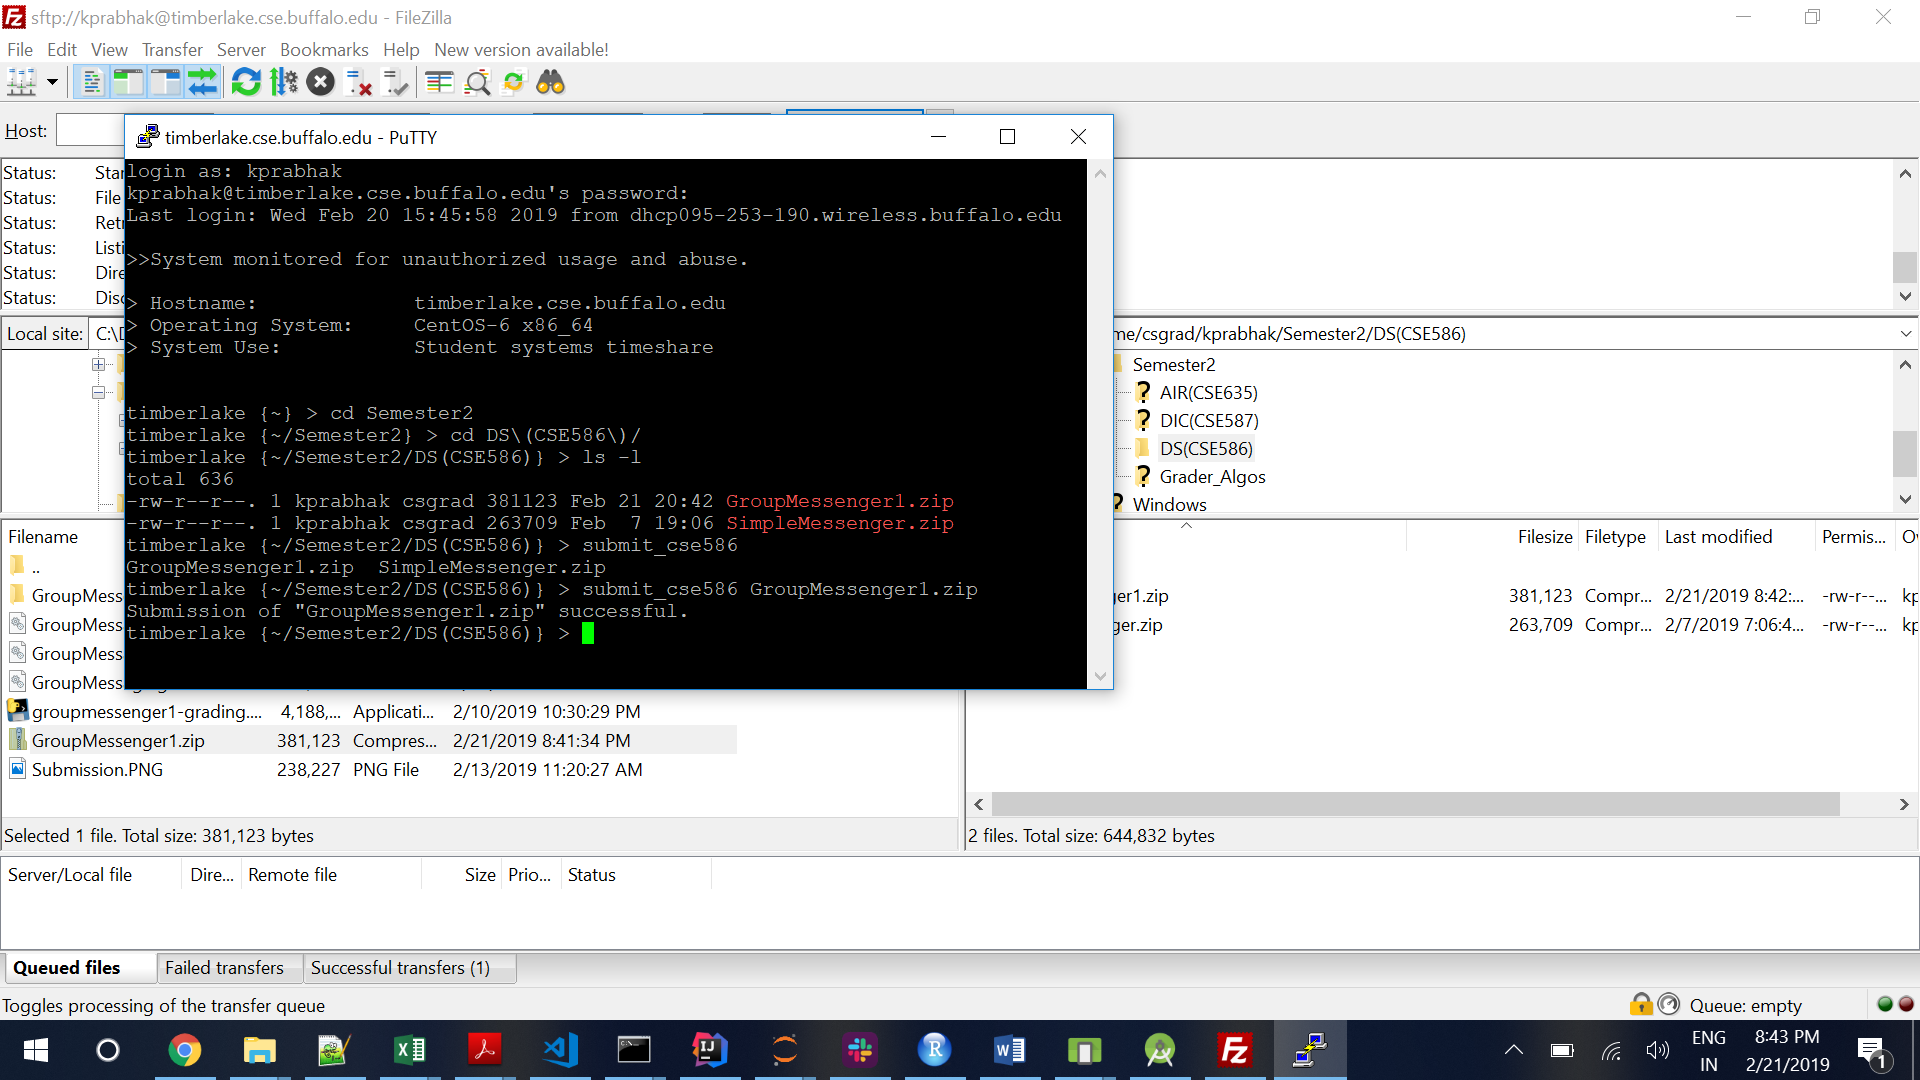 sftp://kprabhak@timberlake.cse.buffalo.edu - FileZilla
File Edit View Transfer Server Bookmarks Help New version available!
Host:
timberlake.cse.buffalo.edu - PuTTY
login as: kprabhak
kprabhak@timberlake.cse.buffalo.edu's password:
Last login: Wed Feb 20 15:45:58 2019 from dhcp095-253-190.wireless.buffalo.edu
>>System monitored for unauthorized usage and abuse.
> Hostname: timberlake.cse.buffalo.edu
> Operating System: CentOS-6 x86_64
> System Use: Student systems timeshare
timberlake {~} > cd Semester2
timberlake {~/Semester2} > cd DS\(CSE586\)/
timberlake {~/Semester2/DS(CSE586)} > ls -l
total 636
-rw-r--r--. 1 kprabhak csgrad 381123 Feb 21 20:42 GroupMessenger1.zip
-rw-r--r--. 1 kprabhak csgrad 263709 Feb  7 19:06 SimpleMessenger.zip
timberlake {~/Semester2/DS(CSE586)} > submit_cse586
GroupMessenger1.zip  SimpleMessenger.zip
timberlake {~/Semester2/DS(CSE586)} > submit_cse586 GroupMessenger1.zip
Submission of "GroupMessenger1.zip" successful.
timberlake {~/Semester2/DS(CSE586)} >
Status: Star
Status: File
Status: Retr
Status: Listi
Status: Dire
Status: Disc
Local site: C:\D
me/csgrad/kprabhak/Semester2/DS(CSE586)
Semester2
AIR(CSE635)
DIC(CSE587)
DS(CSE586)
Grader_Algos
Windows
Filename
..
GroupMess
GroupMess
GroupMess
GroupMess
groupmessenger1-grading.... 4,188,... Applicati... 2/10/2019 10:30:29 PM
GroupMessenger1.zip 381,123 Compres... 2/21/2019 8:41:34 PM
Submission.PNG 238,227 PNG File 2/13/2019 11:20:27 AM
Selected 1 file. Total size: 381,123 bytes
Filesize Filetype Last modified Permis... O
ger1.zip 381,123 Compr... 2/21/2019 8:42:... -rw-r--... kp
ger.zip 263,709 Compr... 2/7/2019 7:06:4... -rw-r--... kp
2 files. Total size: 644,832 bytes
Server/Local file Dire... Remote file Size Prio... Status
Queued files Failed transfers Successful transfers (1)
Toggles processing of the transfer queue
Queue: empty
ENG
IN
8:43 PM
2/21/2019
1